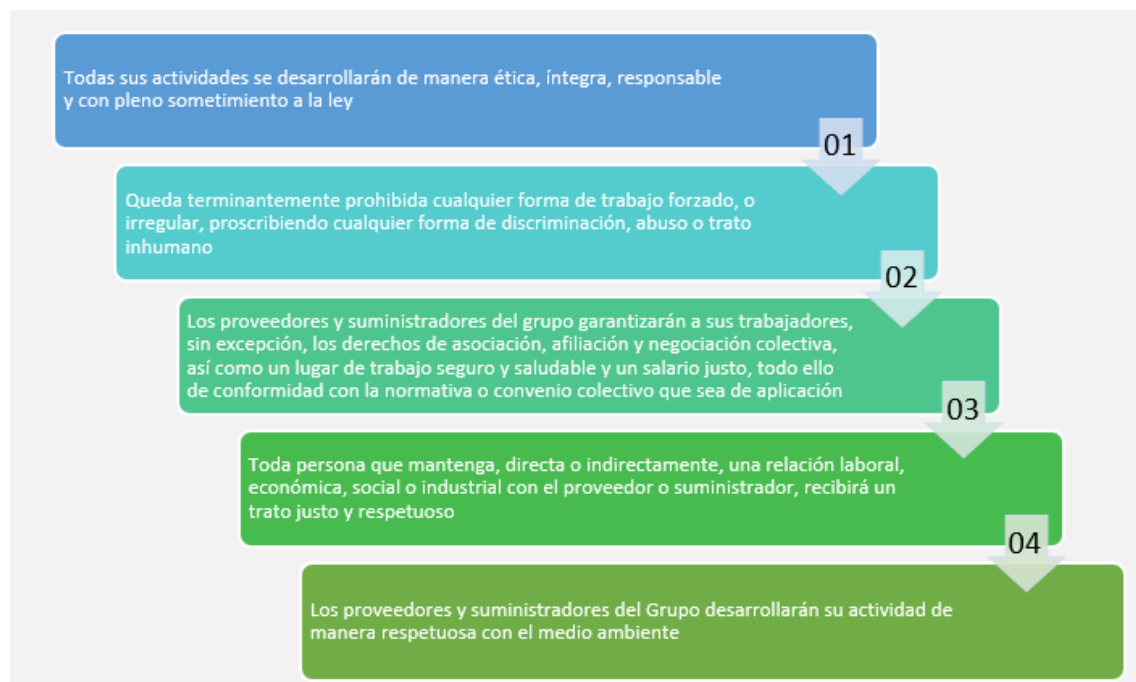 Todas sus actividades se desarrollarán de manera ética, íntegra, responsable
y con pleno sometimiento a la ley
01
Queda terminantemente prohibida cualquier forma de trabajo forzado, o
irregular, proscribiendo cualquier forma de discriminación, abuso o trato
inhumano
02
Los proveedores y suministradores del grupo garantizarán a sus trabajadores,
sin excepción, los derechos de asociación, afiliación y negociación colectiva,
así como un lugar de trabajo seguro y saludable y un salario justo, todo ello
de conformidad con la normativa o convenio colectivo que sea de aplicación
03
Toda persona que mantenga, directa o indirectamente, una relación laboral,
económica, social o industrial con el proveedor o suministrador, recibirá un
trato justo y respetuoso
04
Los proveedores y suministradores del Grupo desarrollarán su actividad de
manera respetuosa con el medio ambiente